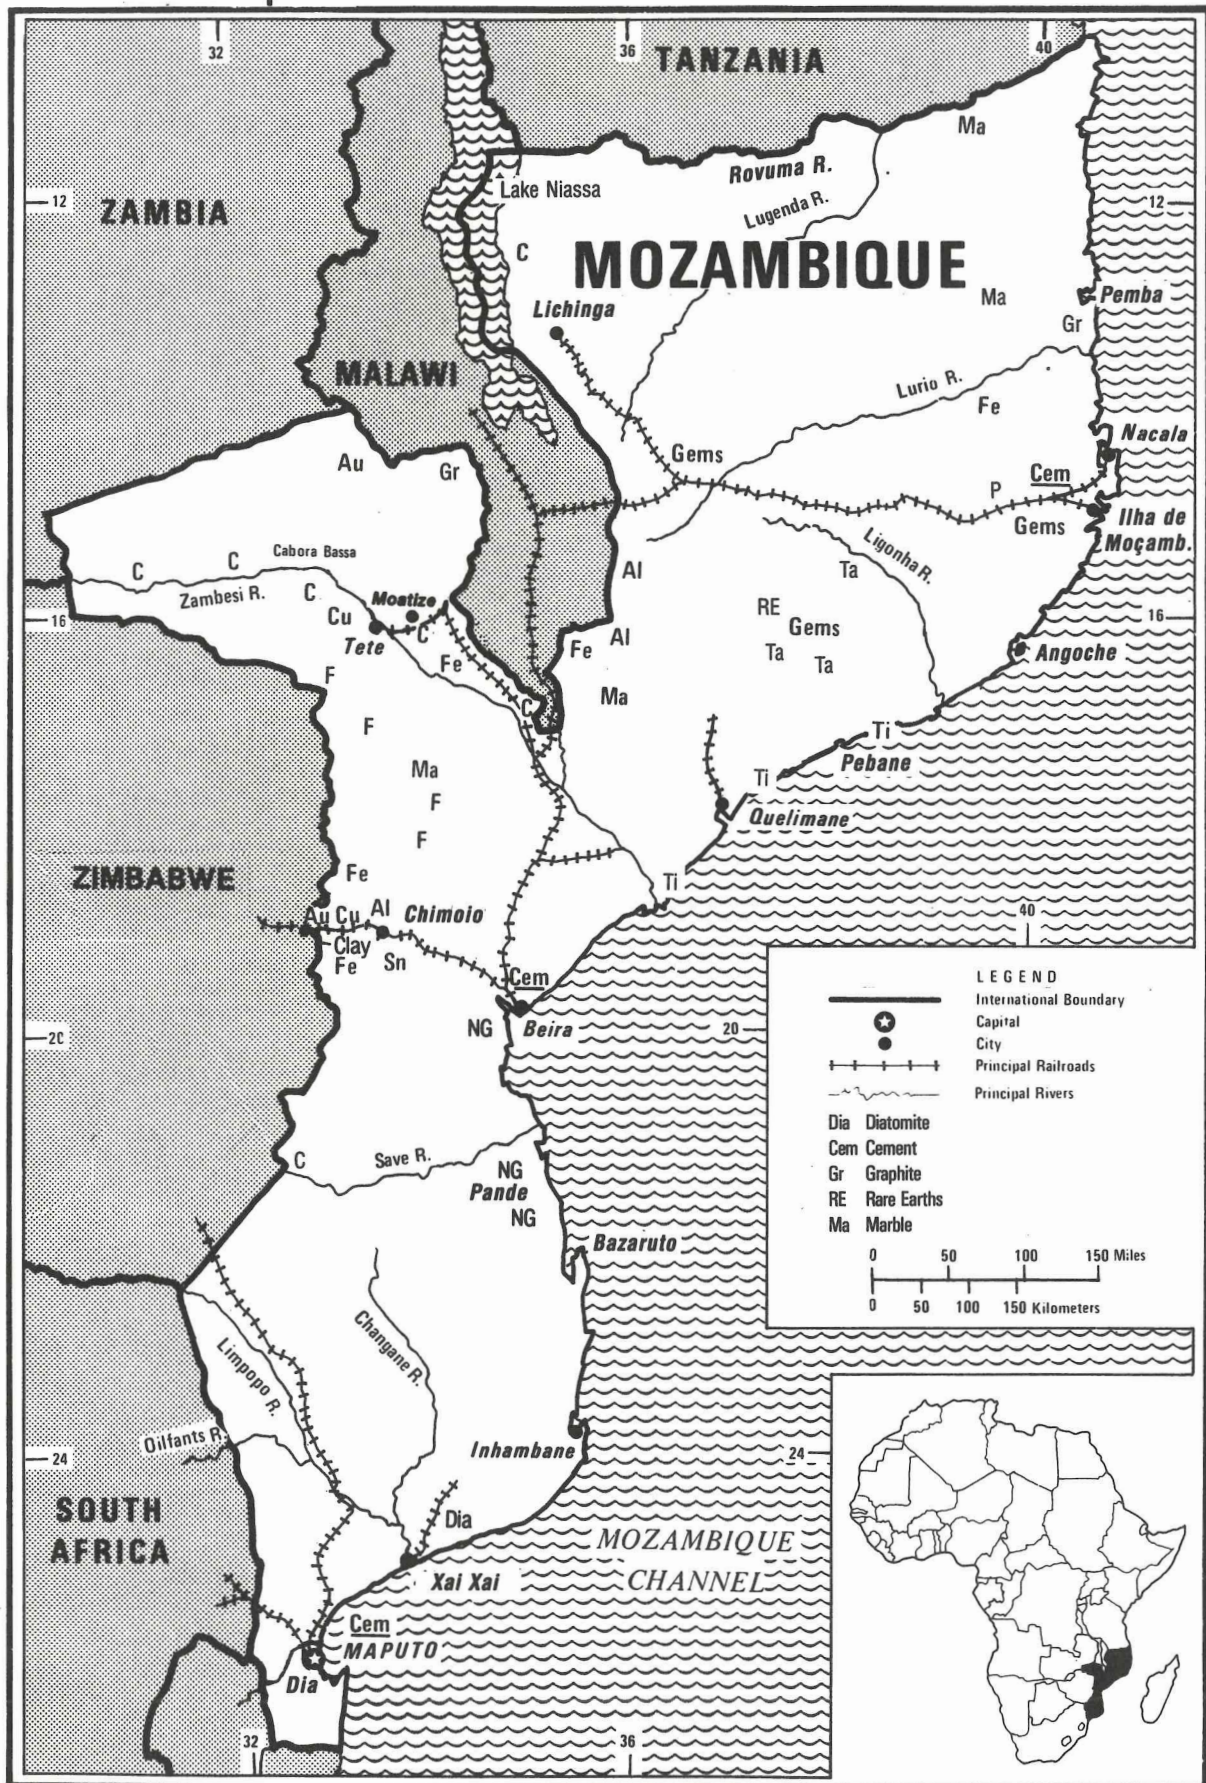 32
36
40
TANZANIA
Ma
Rovuma R.
Lake Niassa
12
ZAMBIA
Lugenda R.
12
C
MOZAMBIQUE
Ma
Pemba
Lichinga
Gr
MALAWI
Lurio R.
Fe
Nacala
Au
Gr
Gems
Cem
P
Gems
Ilha de
Moçamb.
Cabora Bassa
C
C
Zambesi R.
C
Al
Ta
Ligonha R.
Moatize
RE
Gems
16
Cu
Tete
C
Fe
Fe
Al
Ta
Ta
16
Angoche
F
C
Ma
F
Ti
Pebane
Ma
F
Ti
Quelimane
F
ZIMBABWE
Fe
Ti
Au Cu
Al
Chimoio
Clay
Fe
Sn
40
Cem
NG
Beira
20
20
LEGEND
International Boundary
Capital
City
Principal Railroads
Principal Rivers
Dia Diatomite
Cem Cement
Gr Graphite
RE Rare Earths
Ma Marble
0 50 100 150 Miles
0 50 100 150 Kilometers
C
Save R.
NG
Pande
NG
Bazaruto
Changane R.
Limpopo R.
Oilfants R.
24
Inhambane
24
SOUTH
AFRICA
Dia
MOZAMBIQUE
CHANNEL
Xai Xai
Cem
MAPUTO
Dia
32
36